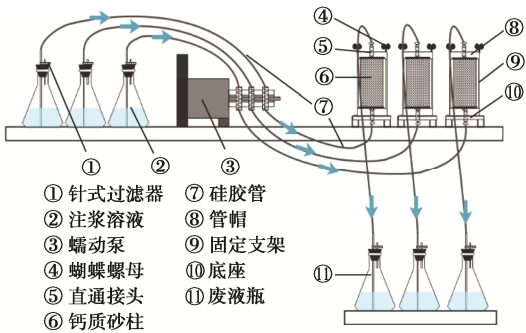 ④
⑤
⑥
⑧
⑨
⑩
⑦
① ② ③
① 针式过滤器
② 注浆溶液
③ 蠕动泵
④ 蝴蝶螺母
⑤ 直通接头
⑥ 钙质砂柱
⑦ 硅胶管
⑧ 管帽
⑨ 固定支架
⑩ 底座
⑪ 废液瓶
⑪